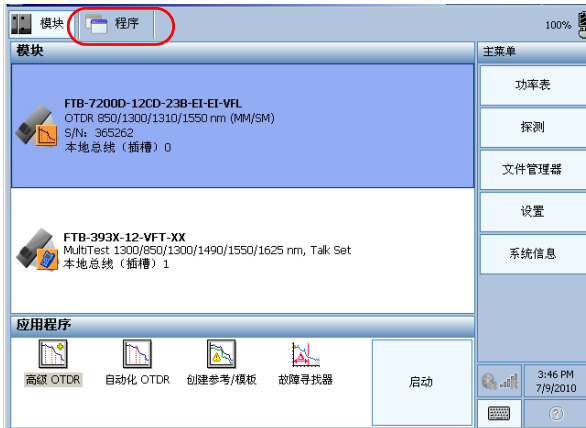 模块 程序 100%
模块
FTB-7200D-12CD-23B-EI-EI-VFL
OTDR 850/1300/1310/1550 nm (MM/SM)
S/N: 365262
本地总线（插槽）0
FTB-393X-12-VFT-XX
MultiTest 1300/850/1300/1490/1550/1625 nm, Talk Set
本地总线（插槽）1
应用程序
高级 OTDR 自动化 OTDR 创建参考/模板 故障寻找器
启动
主菜单
功率表
探测
文件管理器
设置
系统信息
3:46 PM
7/9/2010